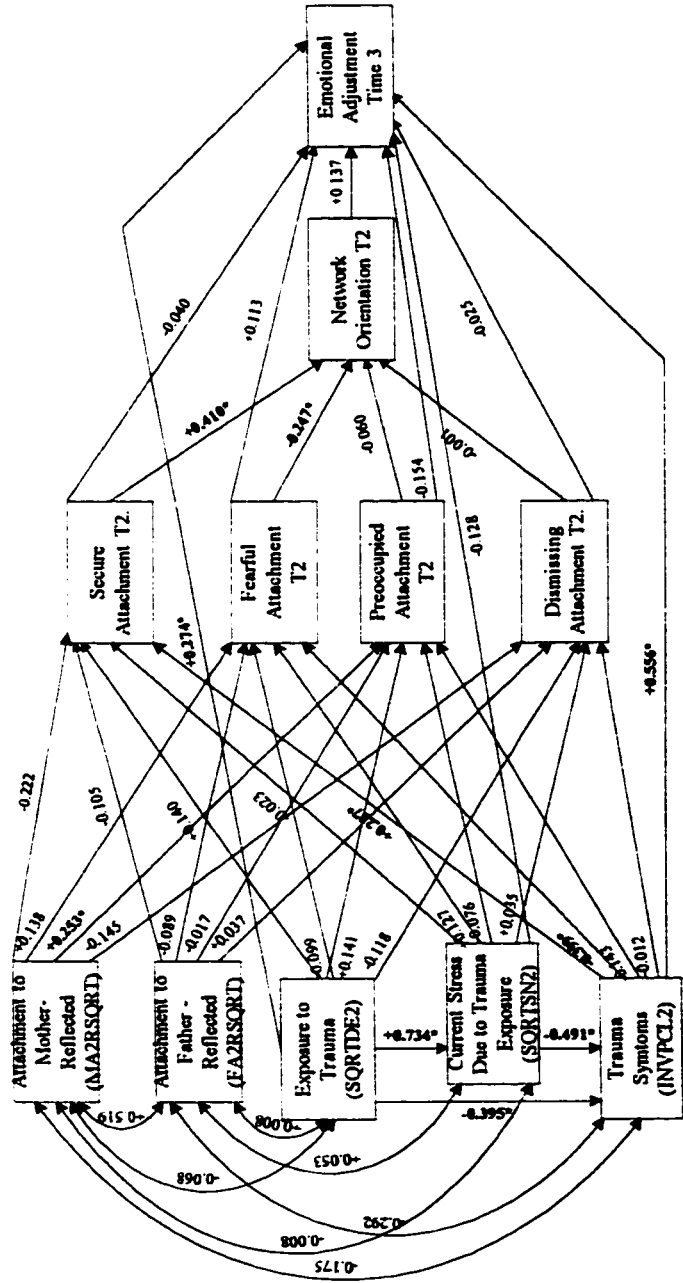 Attachment to
Mother-
Reflected
(MA2RSQRT)
Attachment to
Father -
Reflected
(FA2RSQRT)
Exposure to
Trauma
(SQRTDE2)
Current Stress
Due to Trauma
Exposure
(SQRTSN2)
Trauma
Symtoms
(INVPCL2)
Secure
Attachment T2.
Fearful
Attachment
T2
Preoccupied
Attachment
T2
Dismissing
Attachment T2.
Network
Orientation T2
Emotional
Adjustment
Time 3
-0.222
+0.138
+0.253*
-0.145
-0.105
-0.089
-0.017
+0.037
-0.023
-0.099
+0.141
-0.118
-0.127
-0.076
+0.035
-0.012
+0.734*
-0.491*
-0.395*
+0.519
+0.053
-0.068
-0.292
-0.008
-0.175
+0.274*
-0.040
+0.113
+0.410*
-0.247*
-0.060
-0.001
-0.154
-0.128
+0.137
-0.025
+0.556*